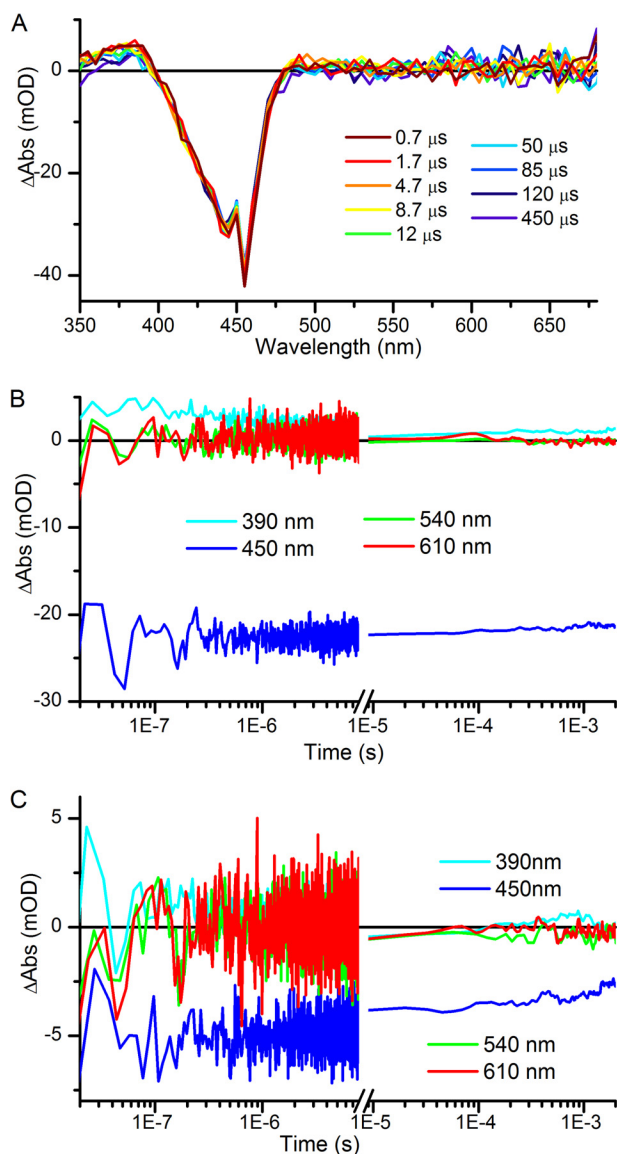 A
ΔAbs (mOD)
0
-20
-40
0.7 μs
1.7 μs
4.7 μs
8.7 μs
12 μs
50 μs
85 μs
120 μs
450 μs
350 400 450 500 550 600 650
Wavelength (nm)
B
ΔAbs (mOD)
0
-10
-20
-30
390 nm
450 nm
540 nm
610 nm
1E-7 1E-6 1E-5 1E-4 1E-3
Time (s)
C
ΔAbs (mOD)
5
0
-5
390nm
450nm
540 nm
610 nm
1E-7 1E-6 1E-5 1E-4 1E-3
Time (s)